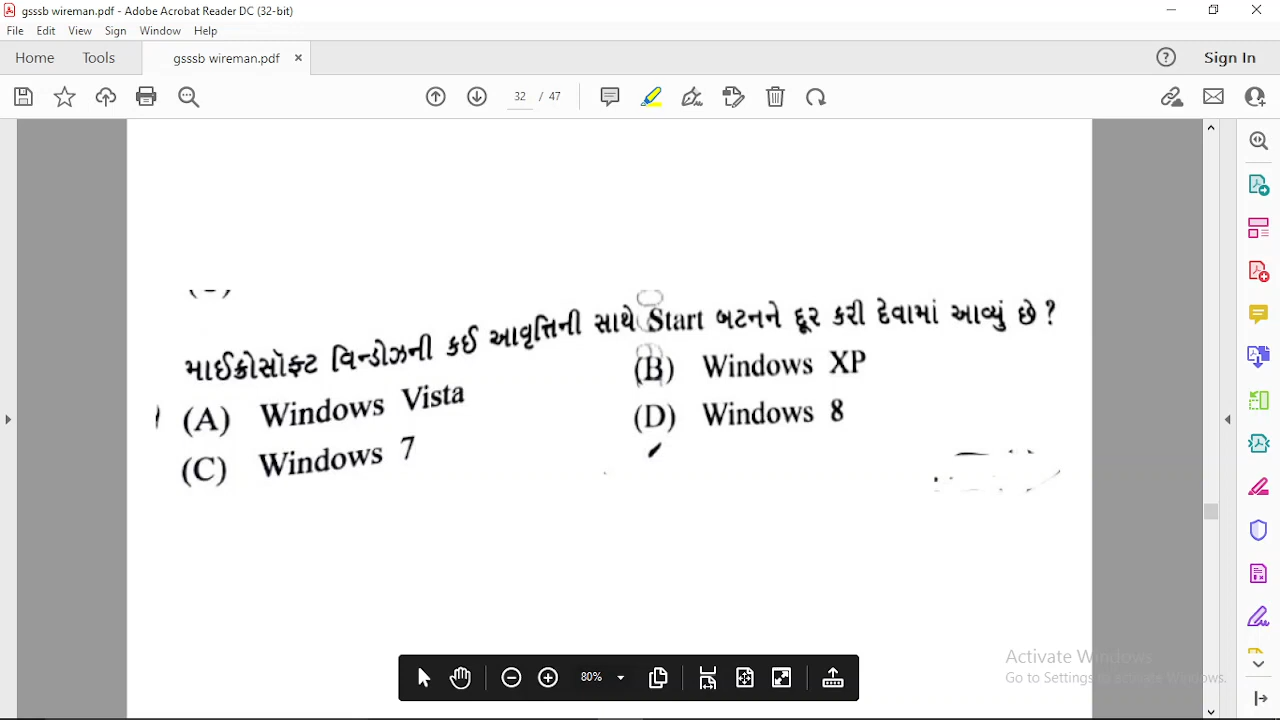 gsssb wireman.pdf - Adobe Acrobat Reader DC (32-bit)
File Edit View Sign Window Help
Home Tools gsssb wireman.pdf × ? Sign In
32 / 47
માઈક્રોસૉફ્ટ વિન્ડોઝની કઈ આવૃત્તિની સાથે Start બટનને દૂર કરી દેવામાં આવ્યું છે ?
(A) Windows Vista (B) Windows XP
(C) Windows 7 (D) Windows 8
80%
Activate Windows
Go to Settings to activate Windows.